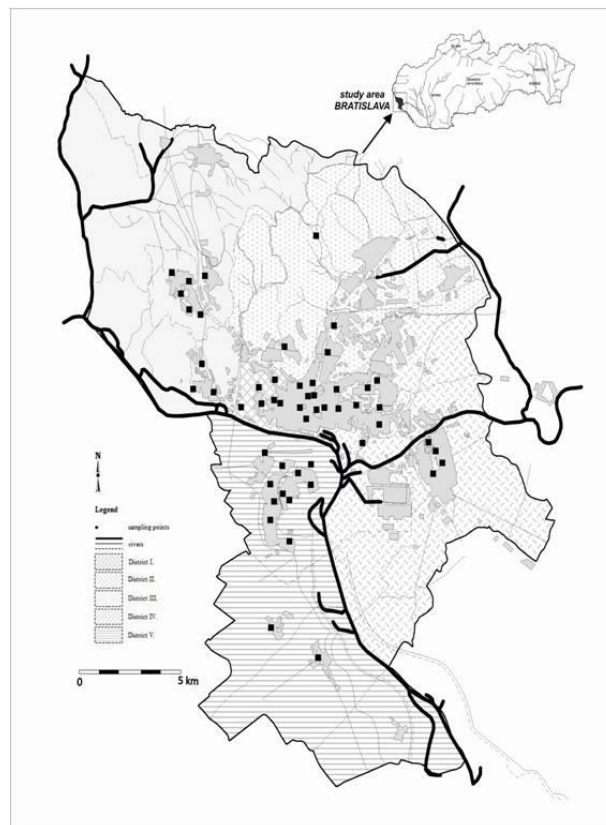 study area
BRATISLAVA
N
Legend
sampling points
rivers
District I.
District II.
District III.
District IV.
District V.
0 5 km